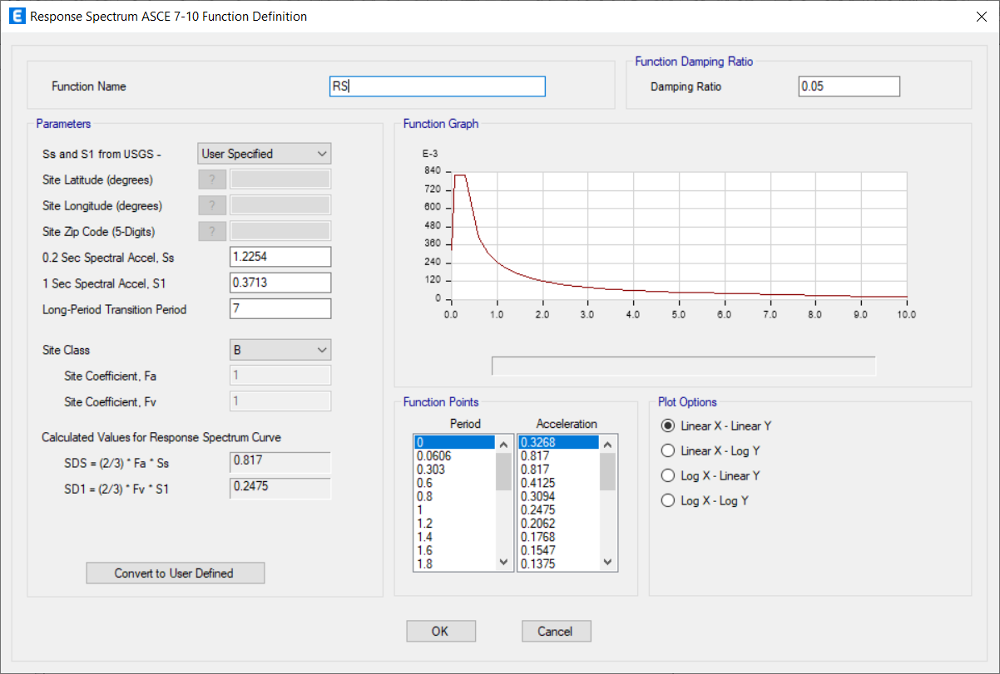 E Response Spectrum ASCE 7-10 Function Definition
Function Name
RS
Function Damping Ratio
Damping Ratio
0.05
Parameters
Ss and S1 from USGS -
User Specified
Site Latitude (degrees)
?
Site Longitude (degrees)
?
Site Zip Code (5-Digits)
?
0.2 Sec Spectral Accel, Ss
1.2254
1 Sec Spectral Accel, S1
0.3713
Long-Period Transition Period
7
Site Class
B
Site Coefficient, Fa
1
Site Coefficient, Fv
1
Calculated Values for Response Spectrum Curve
SDS = (2/3) * Fa * Ss
0.817
SD1 = (2/3) * Fv * S1
0.2475
Convert to User Defined
Function Graph
E-3
840
720
600
480
360
240
120
0
0.0 1.0 2.0 3.0 4.0 5.0 6.0 7.0 8.0 9.0 10.0
Function Points
Period Acceleration
0 0.3268
0.0606 0.817
0.303 0.817
0.6 0.4125
0.8 0.3094
1 0.2475
1.2 0.2062
1.4 0.1768
1.6 0.1547
1.8 0.1375
Plot Options
Linear X - Linear Y
Linear X - Log Y
Log X - Linear Y
Log X - Log Y
OK
Cancel